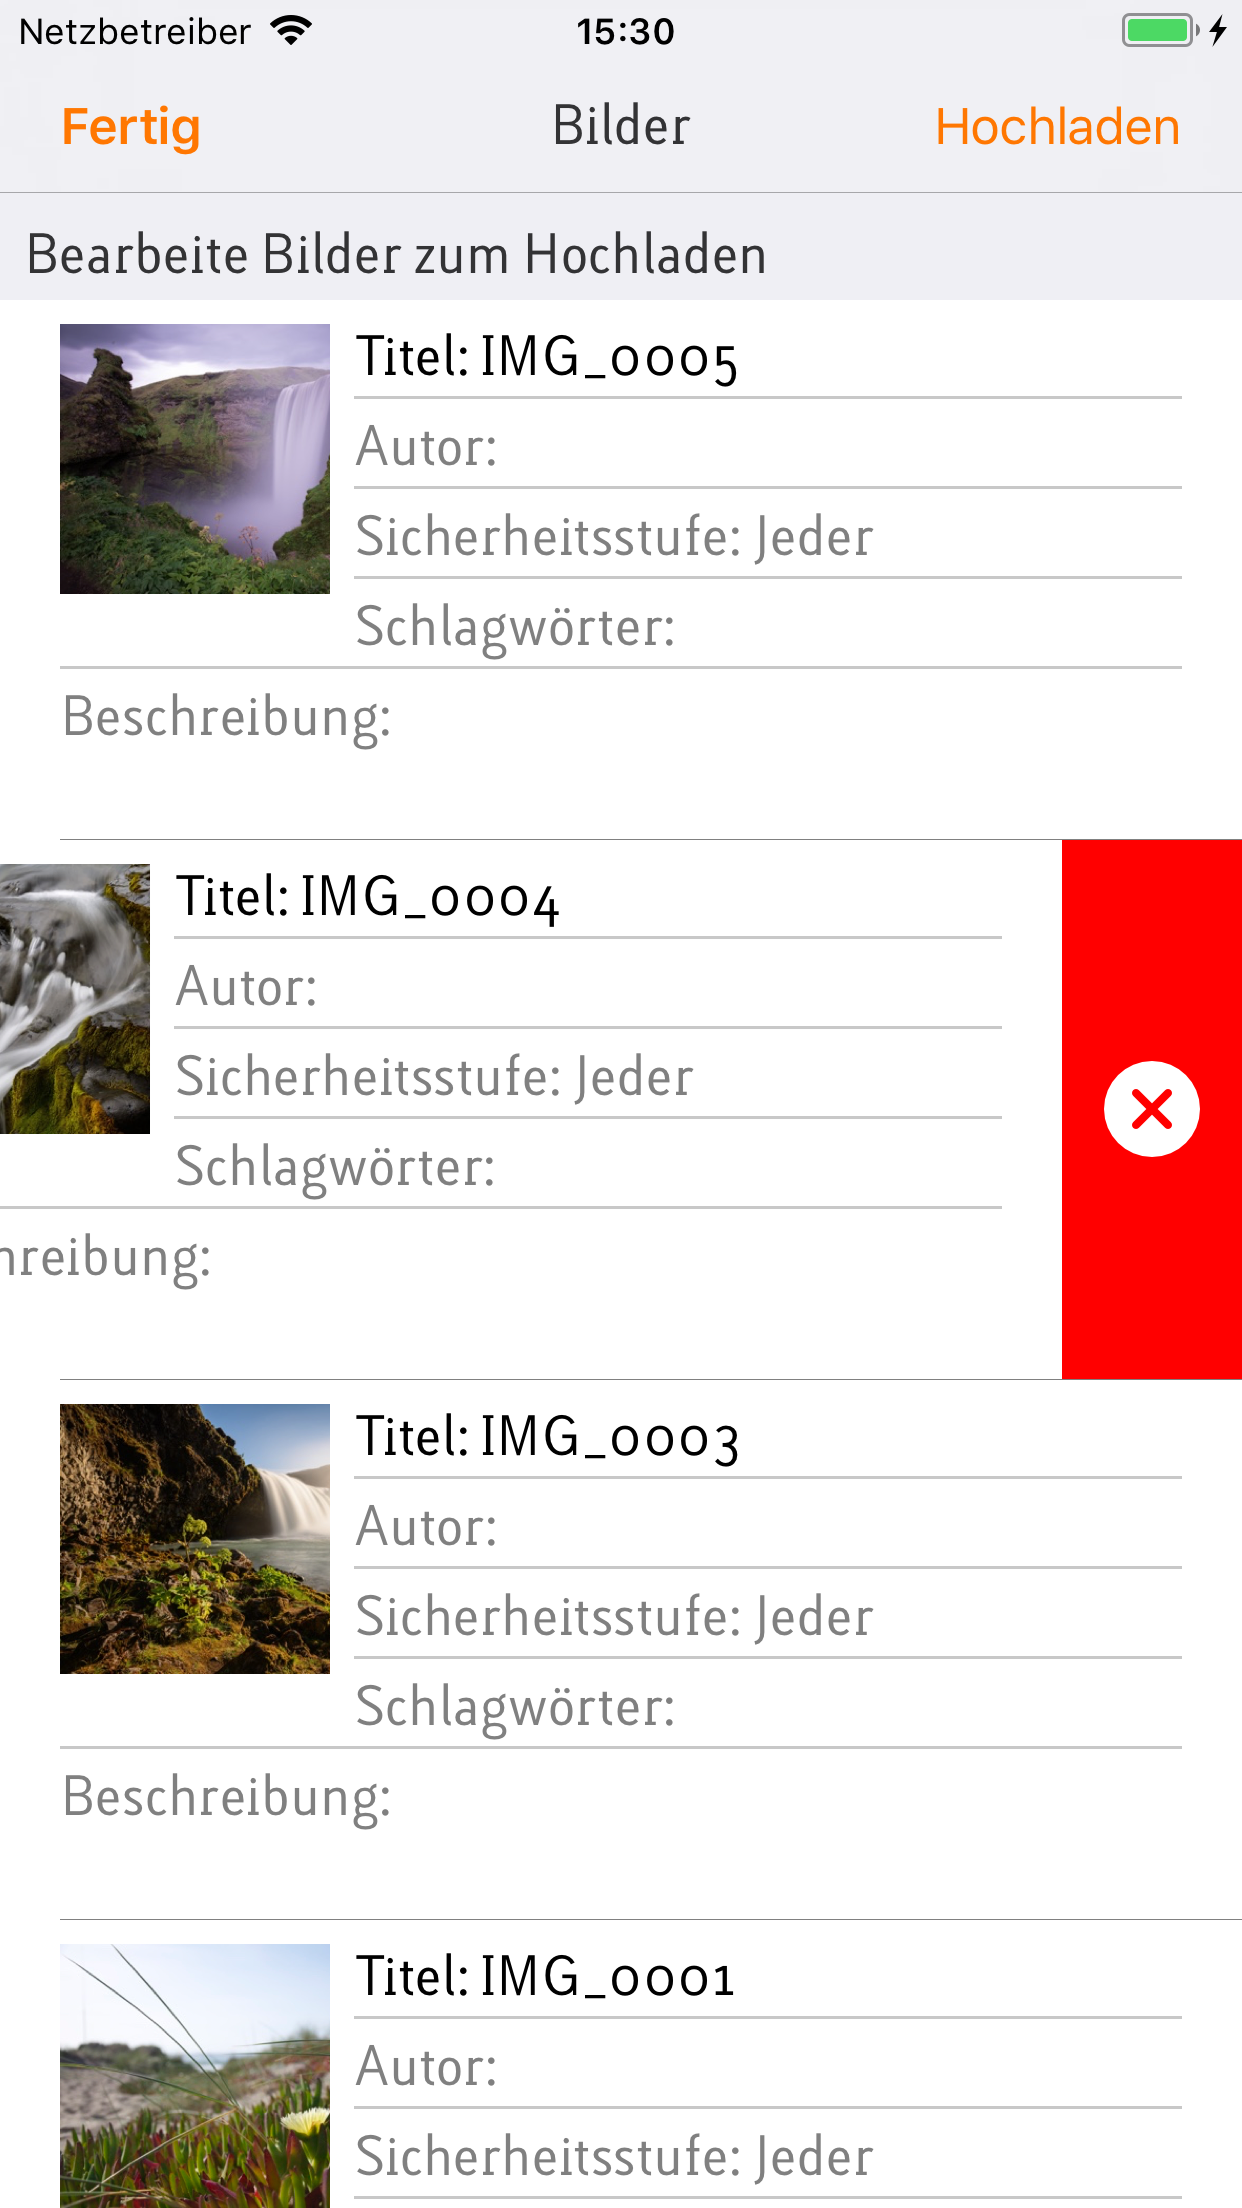 Netzbetreiber 15:30
Fertig Bilder Hochladen
Bearbeite Bilder zum Hochladen
Titel: IMG_0005
Autor:
Sicherheitsstufe: Jeder
Schlagwörter:
Beschreibung:
Titel: IMG_0004
Autor:
Sicherheitsstufe: Jeder
Schlagwörter:
hreibung:
Titel: IMG_0003
Autor:
Sicherheitsstufe: Jeder
Schlagwörter:
Beschreibung:
Titel: IMG_0001
Autor:
Sicherheitsstufe: Jeder